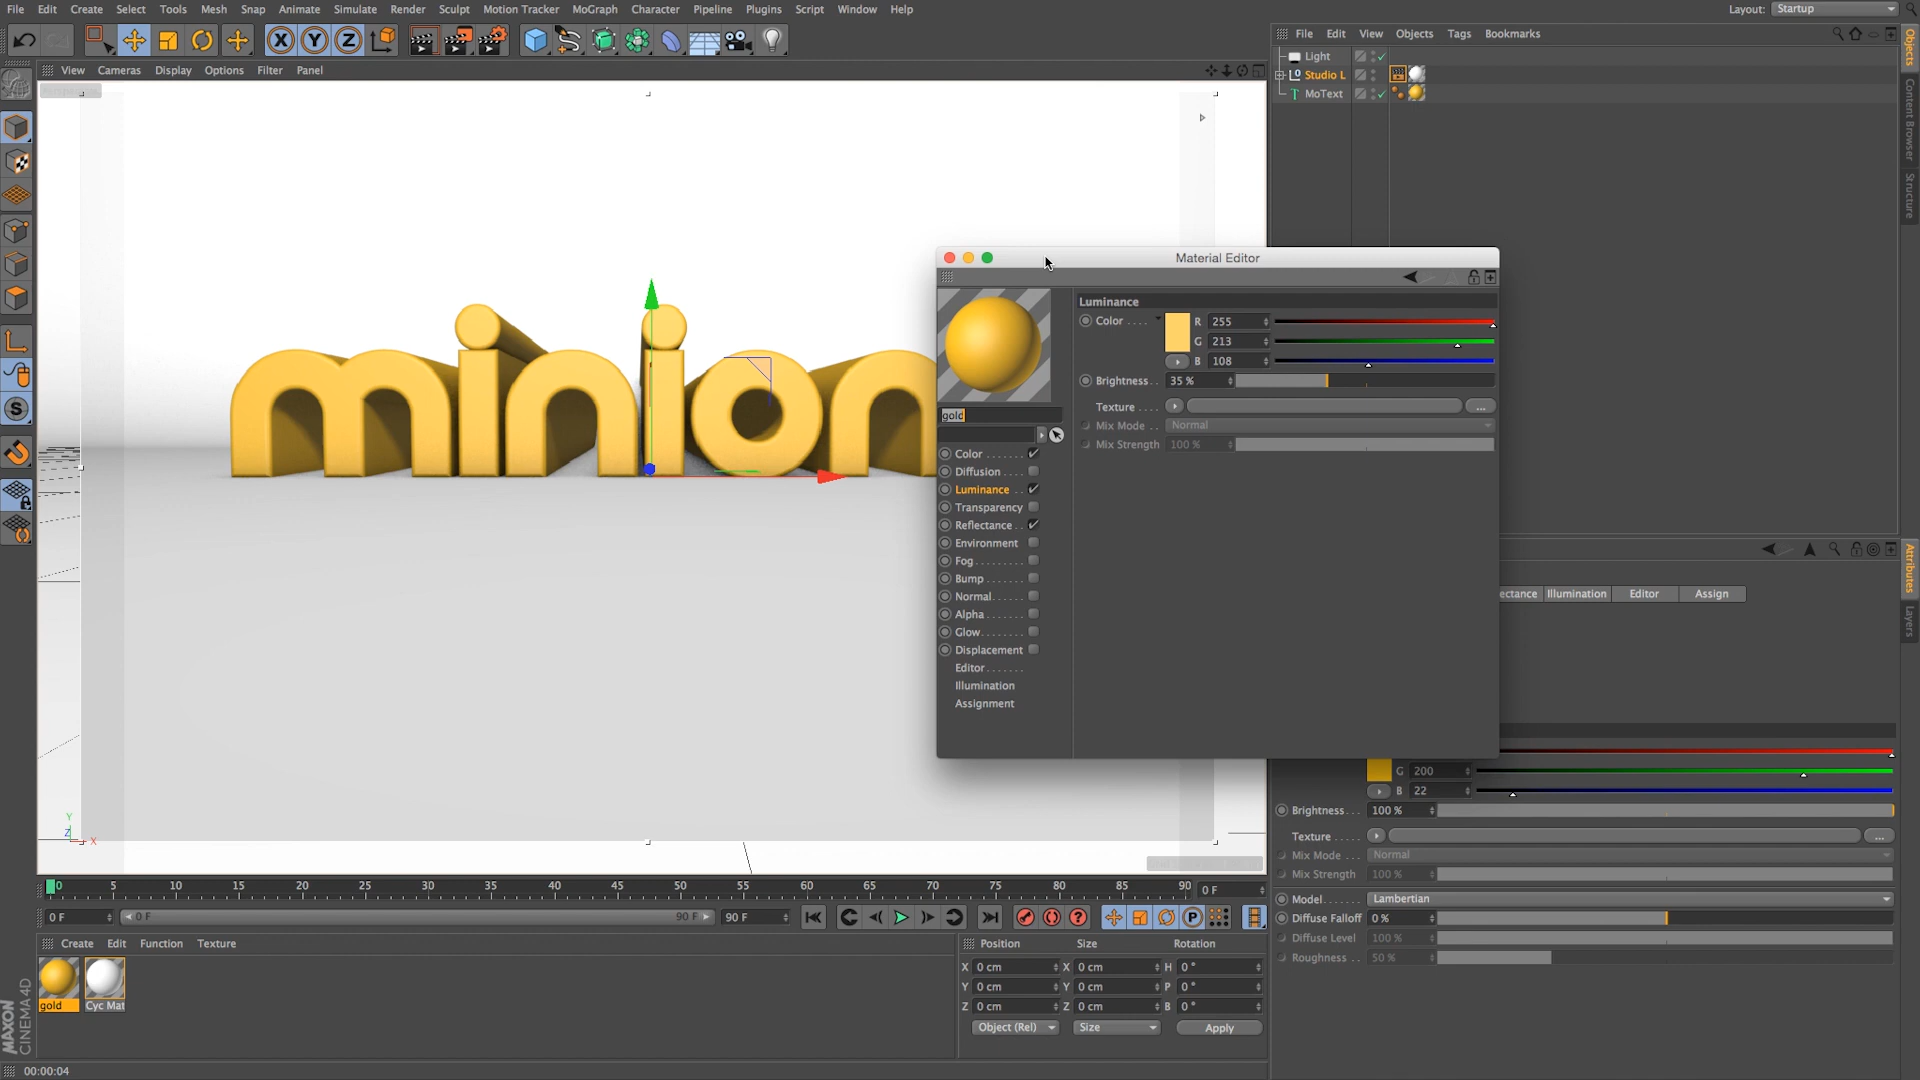 File Edit Create Select Tools Mesh Snap Animate Simulate Render Sculpt Motion Tracker MoGraph Character Pipeline Plugins Script Window Help
Layout: Startup
File Edit View Objects Tags Bookmarks
View Cameras Display Options Filter Panel
Light
Studio L
MoText
Objects
Content Browser
Structure
minion
Material Editor
Luminance
Color .... R 255
G 213
B 108
Brightness.. 35 %
Texture ....
...
Mix Mode .. Normal
Mix Strength 100 %
gold
Color ......
Diffusion ....
Luminance ..
Transparency
Reflectance ..
Environment
Fog........
Bump ......
Normal......
Alpha .......
Glow........
Displacement
Editor .......
Illumination
Assignment
Attributes
Layers
ectance Illumination Editor Assign
G 200
B 22
Brightness... 100 %
Texture .....
...
Mix Mode ... Normal
Mix Strength 100 %
Model....... Lambertian
Diffuse Falloff 0 %
Diffuse Level 100 %
Roughness .. 50 %
Y
Z
X
0 5 10 15 20 25 30 35 40 45 50 55 60 65 70 75 80 85 90 0 F
0 F 0 F 90 F 90 F
P
Create Edit Function Texture
gold Cyc Mat
Position Size Rotation
X 0 cm X 0 cm H 0 °
Y 0 cm Y 0 cm P 0 °
Z 0 cm Z 0 cm B 0 °
Object (Rel) Size Apply
MAXON
CINEMA 4D
00:00:04